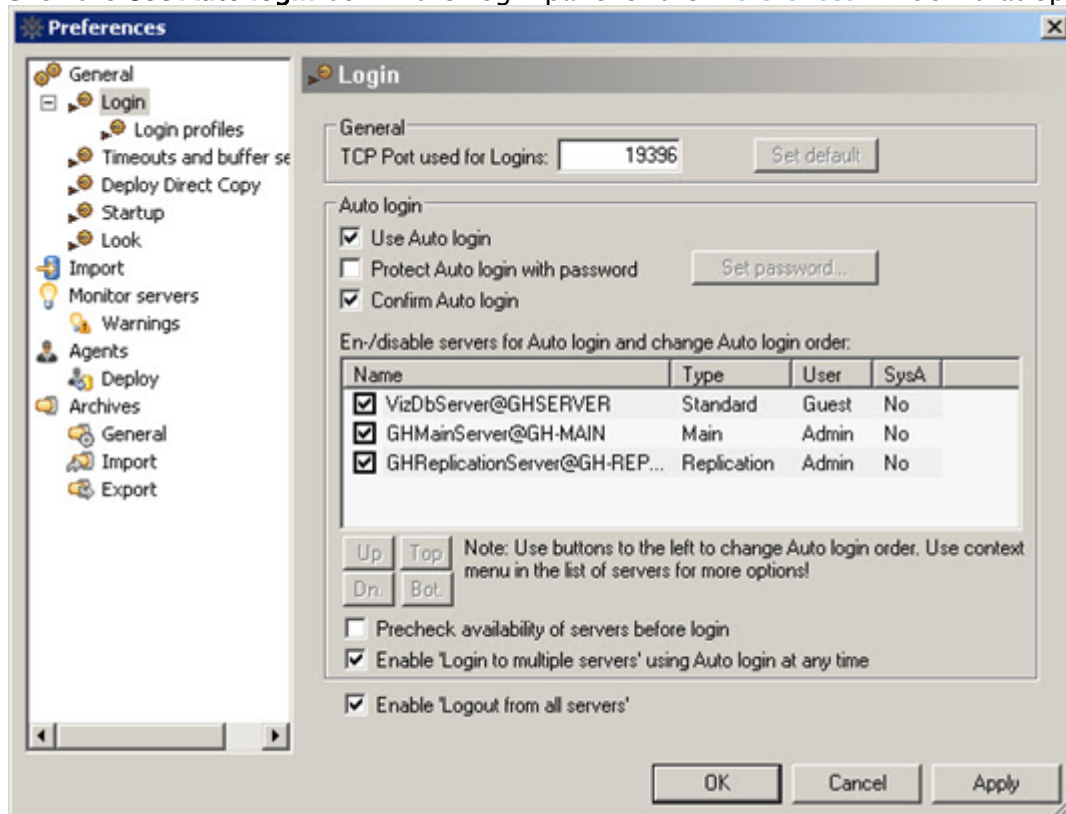 Preferences
General
Login
Login profiles
Timeouts and buffer se
Deploy Direct Copy
Startup
Look
Import
Monitor servers
Warnings
Agents
Deploy
Archives
General
Import
Export
Login
General
TCP Port used for Logins: 19396 Set default
Auto login
Use Auto login
Protect Auto login with password Set password...
Confirm Auto login
En-/disable servers for Auto login and change Auto login order:
Name Type User SysA
VizDbServer@GHSERVER Standard Guest No
GHMainServer@GH-MAIN Main Admin No
GHReplicationServer@GH-REP... Replication Admin No
Up Top Note: Use buttons to the left to change Auto login order. Use context
Dn. Bot. menu in the list of servers for more options!
Precheck availability of servers before login
Enable 'Login to multiple servers' using Auto login at any time
Enable 'Logout from all servers'
OK Cancel Apply